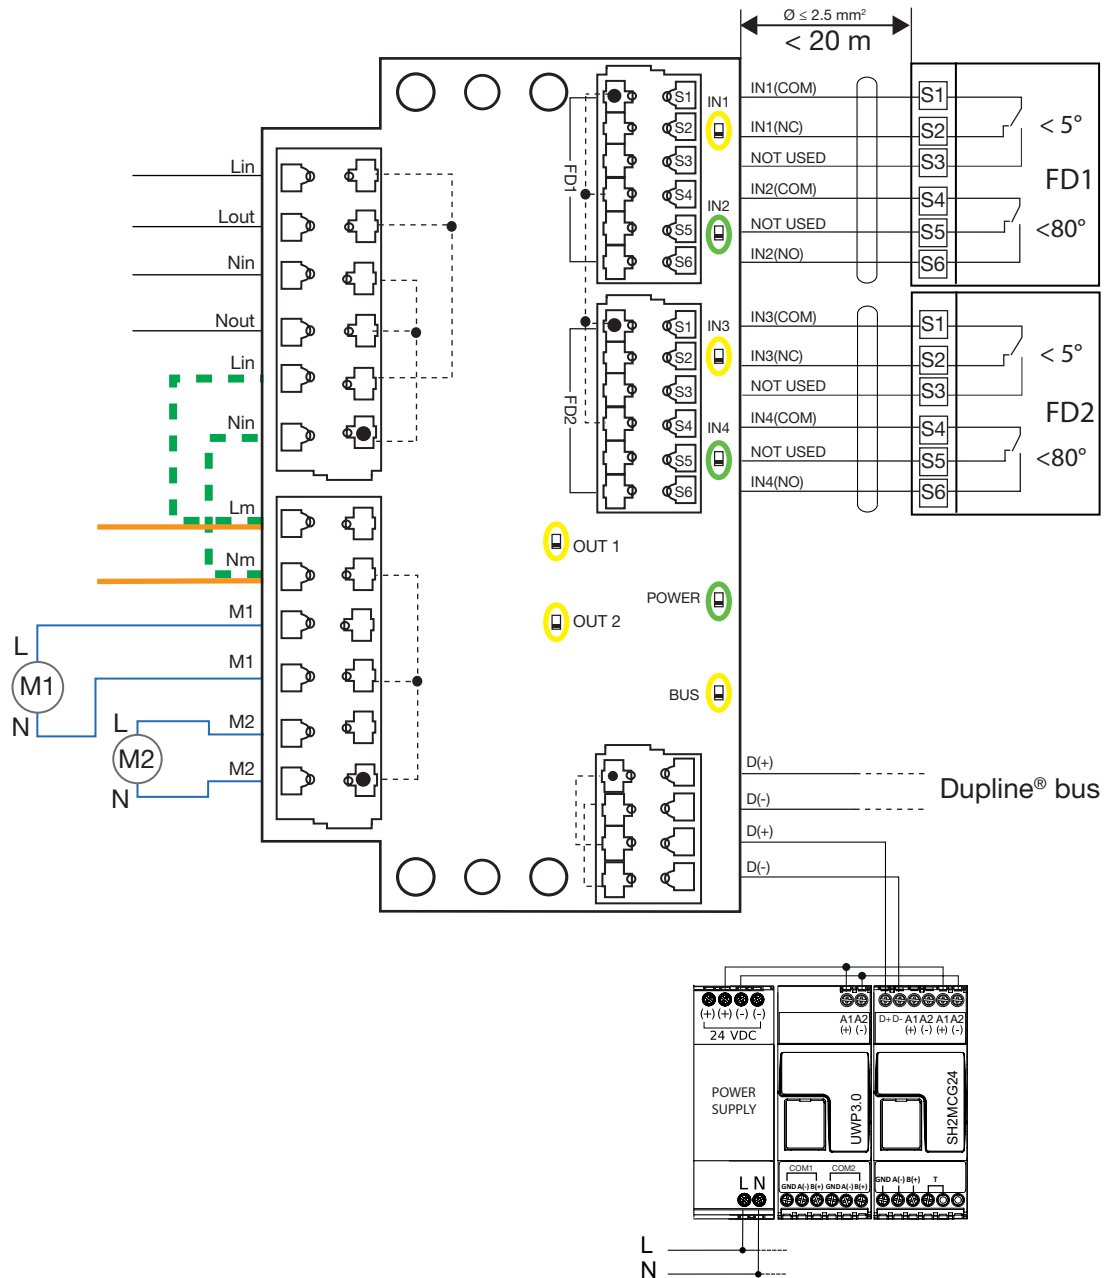 Ø ≤ 2.5 mm²
< 20 m
S1
S2
S3
S4
S5
S6
FD1
IN1
IN2
IN1(COM)
IN1(NC)
NOT USED
IN2(COM)
NOT USED
IN2(NO)
S1
S2
S3
S4
S5
S6
< 5°
FD1
<80°
Lin
Lout
Nin
Nout
Lin
Nin
S1
S2
S3
S4
S5
S6
FD2
IN3
IN4
IN3(COM)
IN3(NC)
NOT USED
IN4(COM)
NOT USED
IN4(NO)
S1
S2
S3
S4
S5
S6
< 5°
FD2
<80°
Lm
Nm
M1
M1
M2
M2
L
M1
N
L
M2
N
OUT 1
OUT 2
POWER
BUS
D(+)
D(-)
D(+)
D(-)
Dupline® bus
(+) (+) (-) (-)
24 VDC
POWER
SUPPLY
L N
A1 A2
(+) (-)
UWP3.0
COM1 COM2
GND A(-) B(+) GND A(-) B(+)
D+ D- A1 A2 A1 A2
(+) (-) (+) (-)
SH2MCG24
GND A(-) B(+) T
L
N